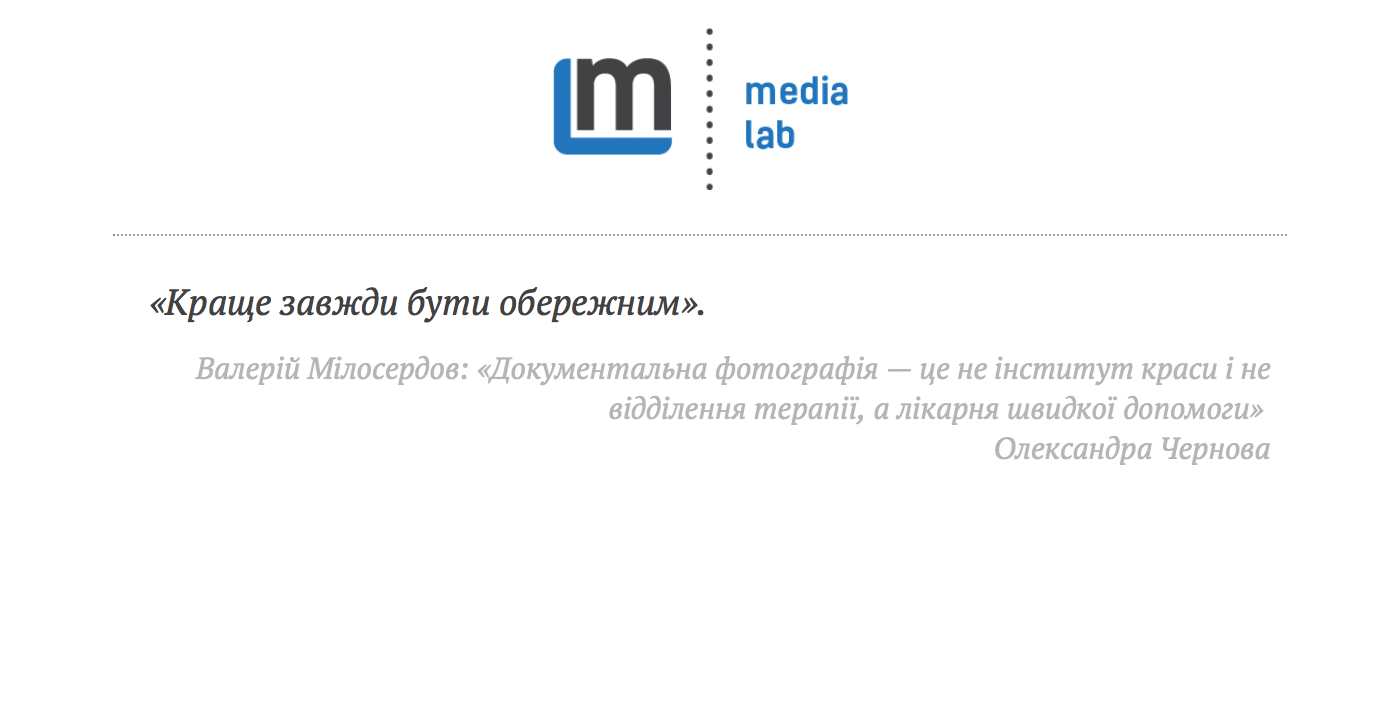 m
media
lab
«Краще завжди бути обережним».
Валерій Мілосердов: «Документальна фотографія — це не інститут краси і не
відділення терапії, а лікарня швидкої допомоги»
Олександра Чернова